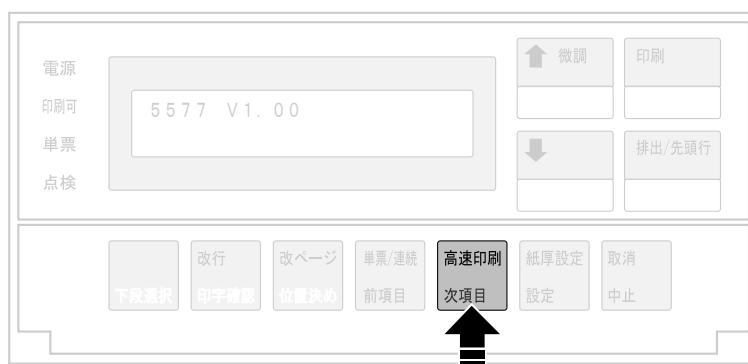 電源
印刷可
単票
点検
5577 V1.00
微調
印刷
排出/先頭行
下段選択
改行
印字確認
改ページ
位置決め
単票/連続
前項目
高速印刷
次項目
紙厚設定
設定
取消
中止